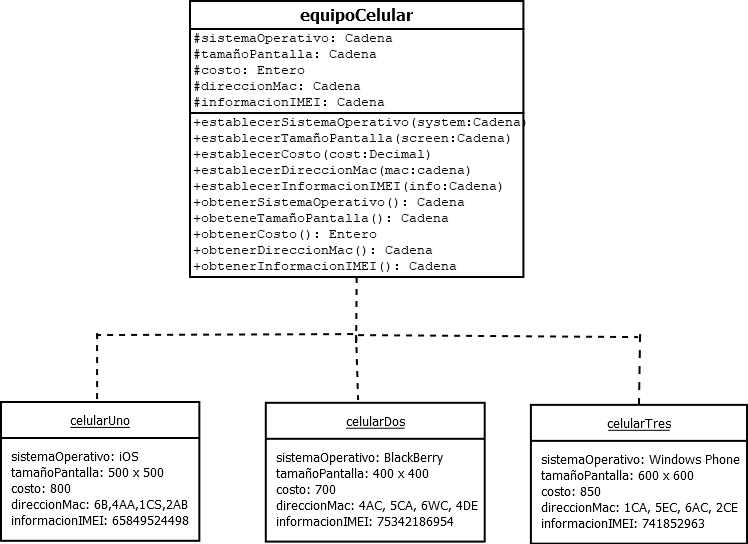 equipoCelular
#sistemaOperativo: Cadena
#tamañoPantalla: Cadena
#costo: Entero
#direccionMac: Cadena
#informacionIMEI: Cadena
+establecerSistemaOperativo(system:Cadena)
+establecerTamañoPantalla(screen:Cadena)
+establecerCosto(cost:Decimal)
+establecerDireccionMac(mac:cadena)
+establecerInformacionIMEI(info:Cadena)
+obtenerSistemaOperativo(): Cadena
+obeteneTamañoPantalla(): Cadena
+obtenerCosto(): Entero
+obtenerDireccionMac(): Cadena
+obtenerInformacionIMEI(): Cadena
celularUno
sistemaOperativo: iOS
tamañoPantalla: 500 x 500
costo: 800
direccionMac: 6B,4AA,1CS,2AB
informacionIMEI: 65849524498
celularDos
sistemaOperativo: BlackBerry
tamañoPantalla: 400 x 400
costo: 700
direccionMac: 4AC, 5CA, 6WC, 4DE
informacionIMEI: 75342186954
celularTres
sistemaOperativo: Windows Phone
tamañoPantalla: 600 x 600
costo: 850
direccionMac: 1CA, 5EC, 6AC, 2CE
informacionIMEI: 741852963